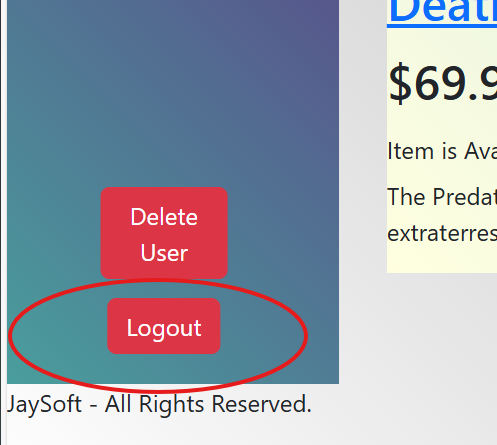 Death
$69.9
Item is Ava
The Predat
extraterres
Delete
User
Logout
JaySoft - All Rights Reserved.